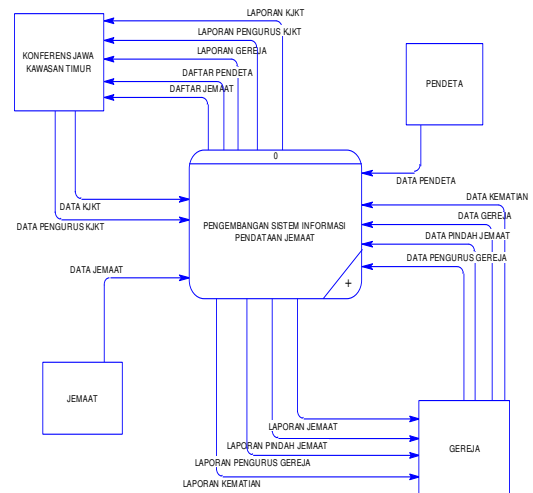 LAPORAN KJKT
LAPORAN PENGURUS KJKT
LAPORAN GEREJA
DAFTAR PENDETA
DAFTAR JEMAAT
KONFERENS JAWA
KAWASAN TIMUR
PENDETA
0
DATA PENDETA
DATA KEMATIAN
DATA KJKT
DATA GEREJA
DATA PENGURUS KJKT
PENGEMBANGAN SISTEM INFORMASI
PENDATAAN JEMAAT
DATA PINDAH JEMAAT
DATA PENGURUS GEREJA
DATA JEMAAT
+
JEMAAT
LAPORAN JEMAAT
LAPORAN PINDAH JEMAAT
GEREJA
LAPORAN PENGURUS GEREJA
LAPORAN KEMATIAN